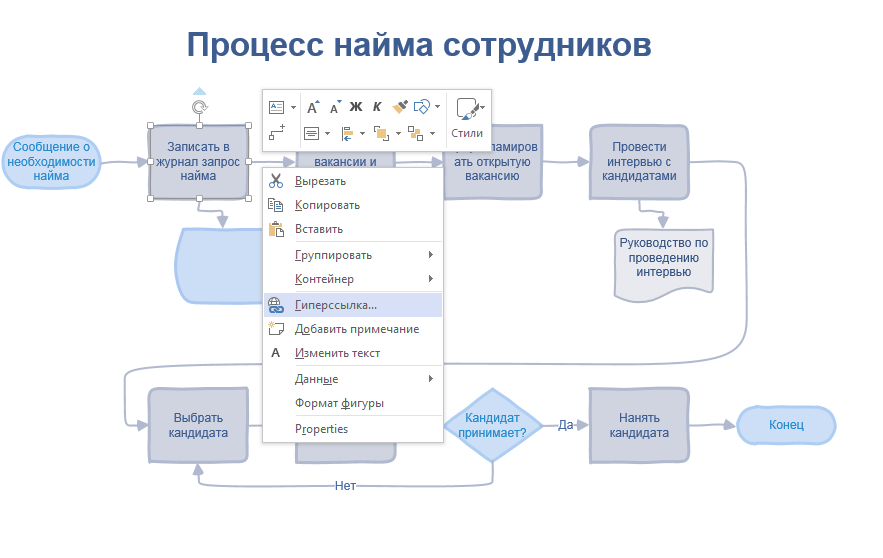 Процесс найма сотрудников
Сообщение о
необходимости
найма
Записать в
журнал запрос
найма
Ж К
Стили
вакансии и
ать открытую
вакансию
Провести
интервью с
кандидатами
Руководство по
проведению
интервью
Вырезать
Копировать
Вставить
Группировать
Контейнер
Гиперссылка...
Добавить примечание
Изменить текст
Данные
Формат фигуры
Properties
Выбрать
кандидата
Кандидат
принимает?
Да
Нанять
кандидата
Конец
Нет